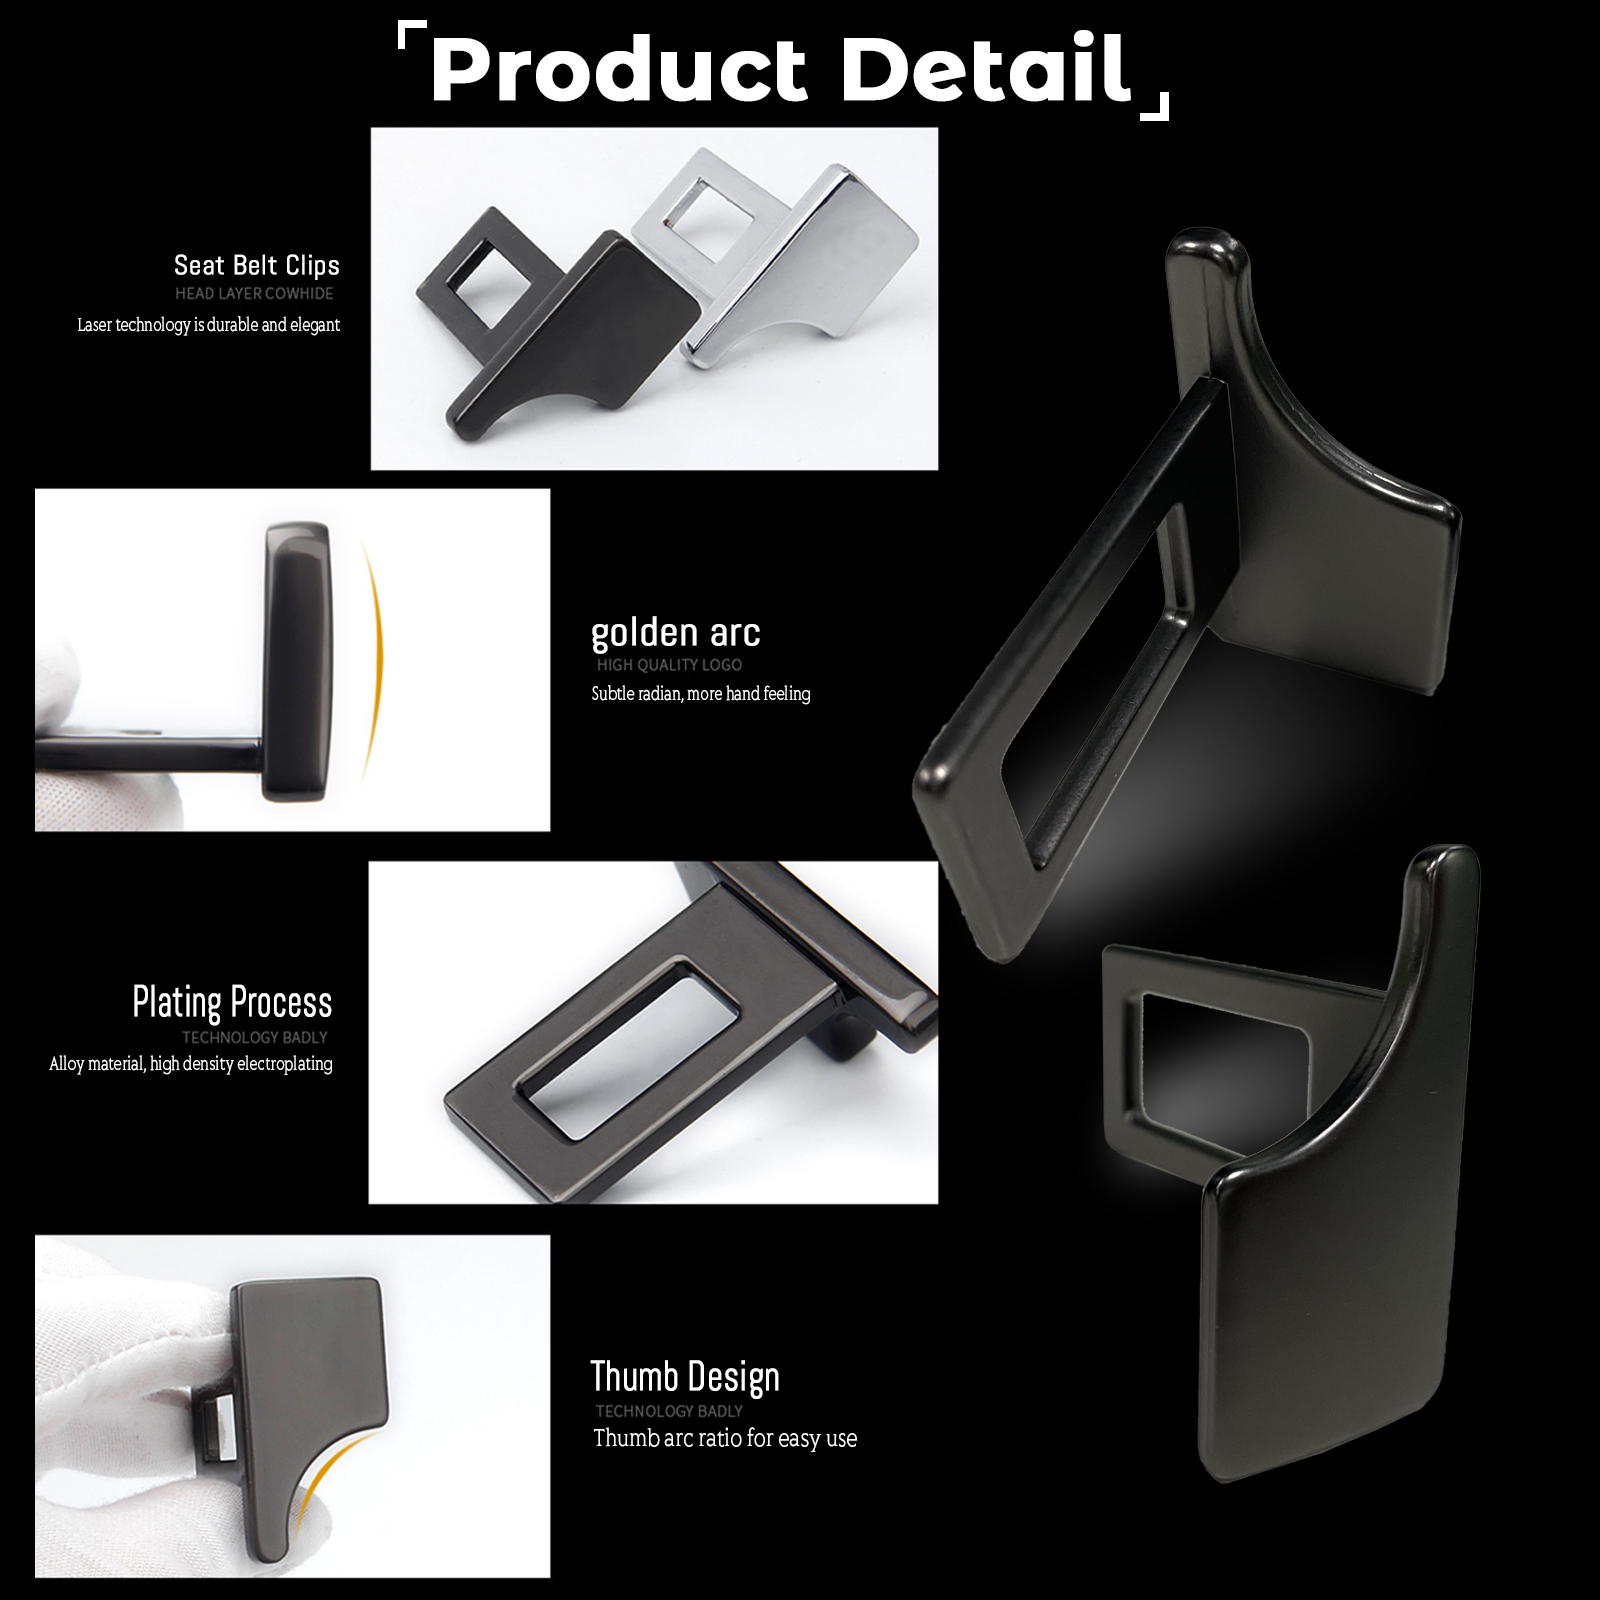 Product Detail
Seat Belt Clips
HEAD LAYER COWHIDE
Laser technology is durable and elegant
golden arc
HIGH QUALITY LOGO
Subtle radian, more hand feeling
Plating Process
TECHNOLOGY BADLY
Alloy material, high density electroplating
Thumb Design
TECHNOLOGY BADLY
Thumb arc ratio for easy use